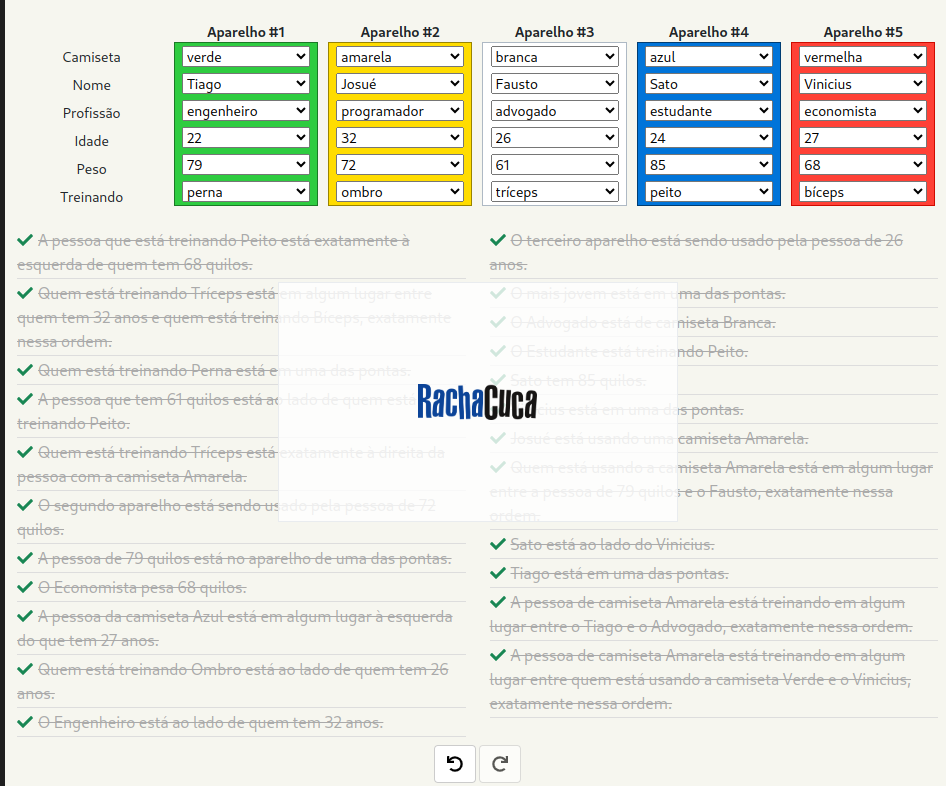 Aparelho #1 Aparelho #2 Aparelho #3 Aparelho #4 Aparelho #5
Camiseta verde amarela branca azul vermelha
Nome Tiago Josué Fausto Sato Vinicius
Profissão engenheiro programador advogado estudante economista
Idade 22 32 26 24 27
Peso 79 72 61 85 68
Treinando perna ombro tríceps peito bíceps
A pessoa que está treinando Peito está exatamente à
esquerda de quem tem 68 quilos.
Quem está treinando Tríceps está em algum lugar entre
quem tem 32 anos e quem está treinando Bíceps, exatamente
nessa ordem.
Quem está treinando Perna está em uma das pontas.
A pessoa que tem 61 quilos está ao lado de quem está
treinando Peito.
Quem está treinando Tríceps está exatamente à direita da
pessoa com a camiseta Amarela.
O segundo aparelho está sendo usado pela pessoa de 72
quilos.
A pessoa de 79 quilos está no aparelho de uma das pontas.
O Economista pesa 68 quilos.
A pessoa da camiseta Azul está em algum lugar à esquerda
do que tem 27 anos.
Quem está treinando Ombro está ao lado de quem tem 26
anos.
O Engenheiro está ao lado de quem tem 32 anos.
O terceiro aparelho está sendo usado pela pessoa de 26
anos.
O mais jovem está em uma das pontas.
O Advogado está de camiseta Branca.
O Estudante está treinando Peito.
Sato tem 85 quilos.
Vinicius está em uma das pontas.
Josué está usando uma camiseta Amarela.
Quem está usando a camiseta Amarela está em algum lugar
entre a pessoa de 79 quilos e o Fausto, exatamente nessa
ordem.
Sato está ao lado do Vinicius.
Tiago está em uma das pontas.
A pessoa de camiseta Amarela está treinando em algum
lugar entre o Tiago e o Advogado, exatamente nessa ordem.
A pessoa de camiseta Amarela está treinando em algum
lugar entre quem está usando a camiseta Verde e o Vinicius,
exatamente nessa ordem.
RachaCuca